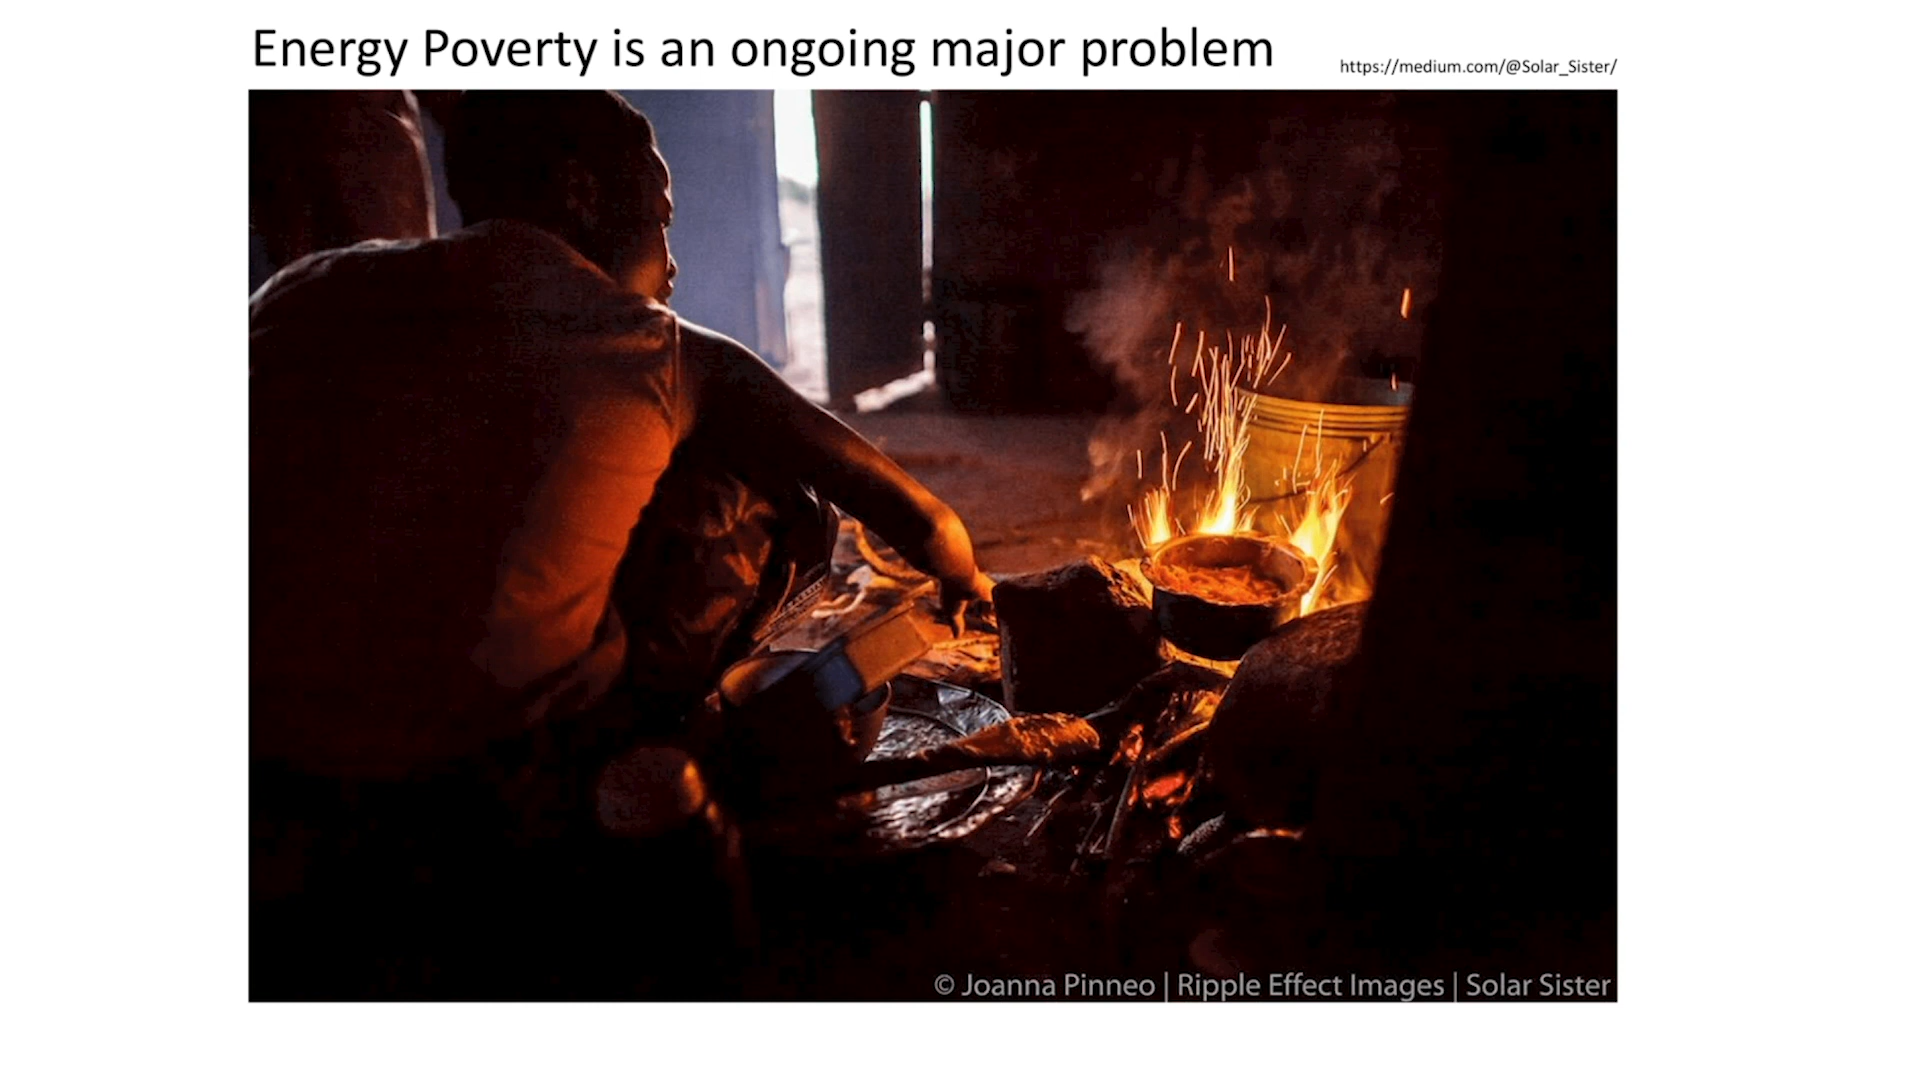 Energy Poverty is an ongoing major problem
https://medium.com/@Solar_Sister/
© Joanna Pinneo | Ripple Effect Images | Solar Sister